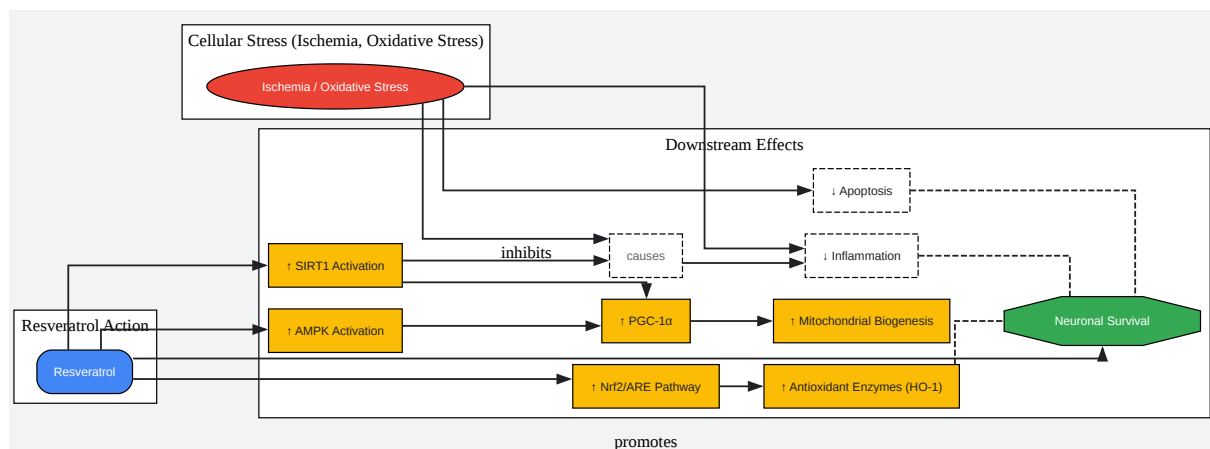 Cellular Stress (Ischemia, Oxidative Stress)
Ischemia / Oxidative Stress
Downstream Effects
↓ Apoptosis
inhibits
causes
↓ Inflammation
↑ SIRT1 Activation
Resveratrol Action
↑ AMPK Activation
↑ PGC-1α
↑ Mitochondrial Biogenesis
Neuronal Survival
Resveratrol
↑ Nrf2/ARE Pathway
↑ Antioxidant Enzymes (HO-1)
promotes